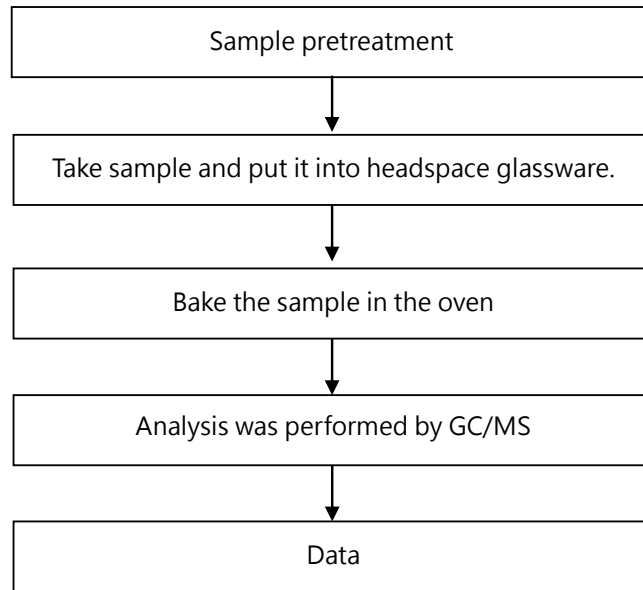 Sample pretreatment
Take sample and put it into headspace glassware.
Bake the sample in the oven
Analysis was performed by GC/MS
Data